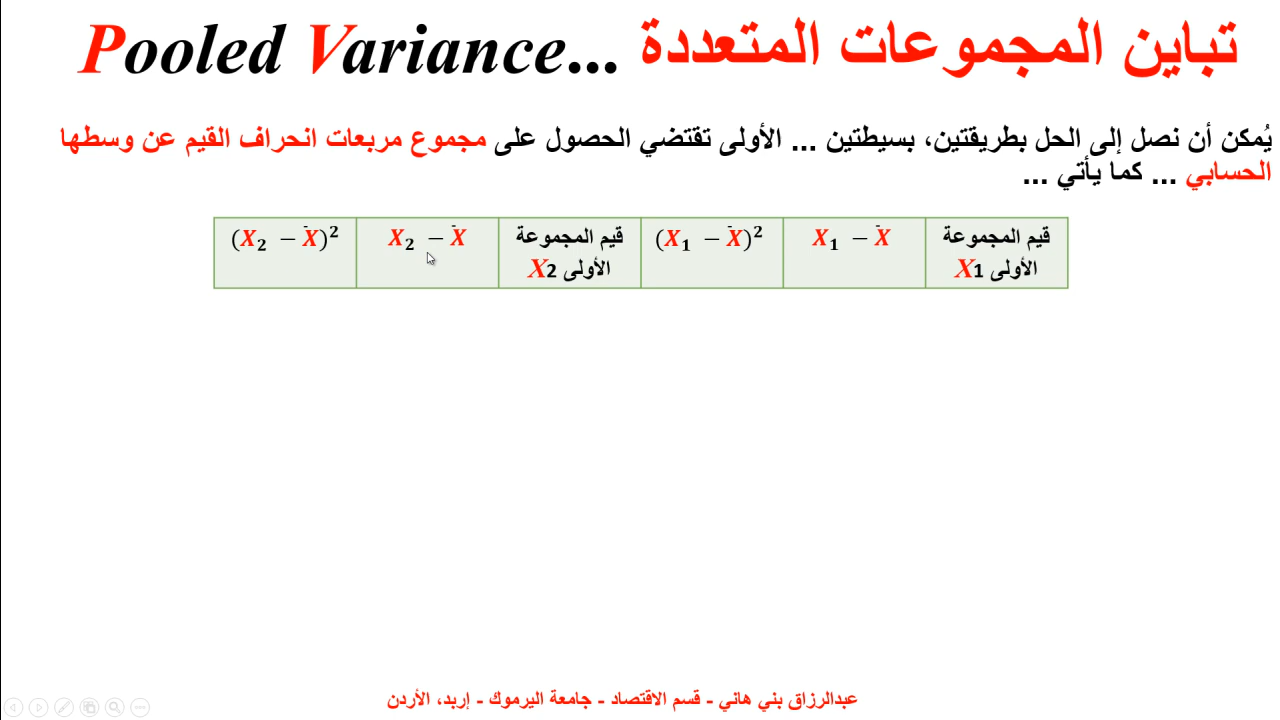 تباين المجموعات المتعددة Pooled Variance...
يُمكن أن نصل إلى الحل بطريقتين، بسيطتين ... الأولى تقتضي الحصول على مجموع مربعات انحراف القيم عن وسطها
الحسابي ... كما يأتي ...
قيم المجموعة
الأولى X1
X₁ − X̄
(X₁ − X̄)²
قيم المجموعة
الأولى X2
X₂ − X̄
(X₂ − X̄)²
عبدالرزاق بني هاني - قسم الاقتصاد - جامعة اليرموك - إربد، الأردن